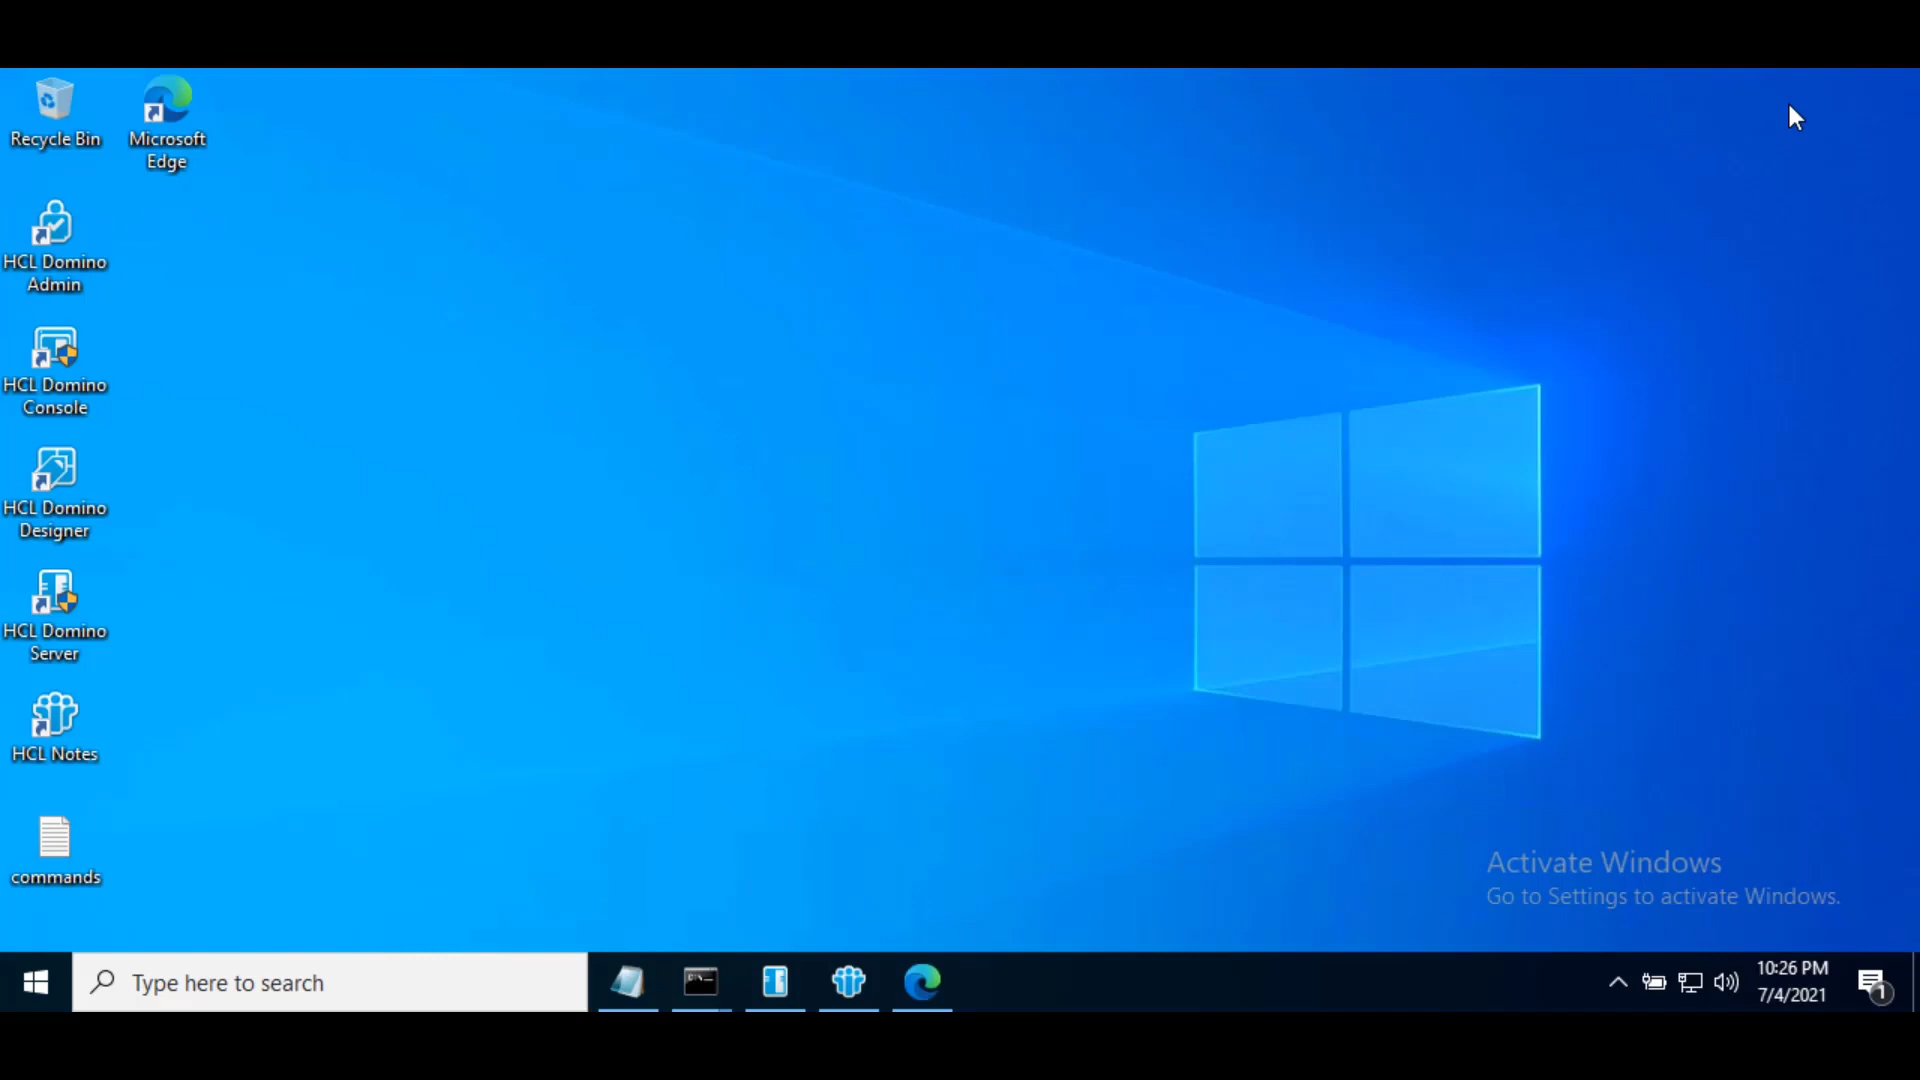 Recycle Bin
Microsoft
Edge
HCL Domino
Admin
HCL Domino
Console
HCL Domino
Designer
HCL Domino
Server
HCL Notes
commands
Activate Windows
Go to Settings to activate Windows.
Type here to search
10:26 PM
7/4/2021
1